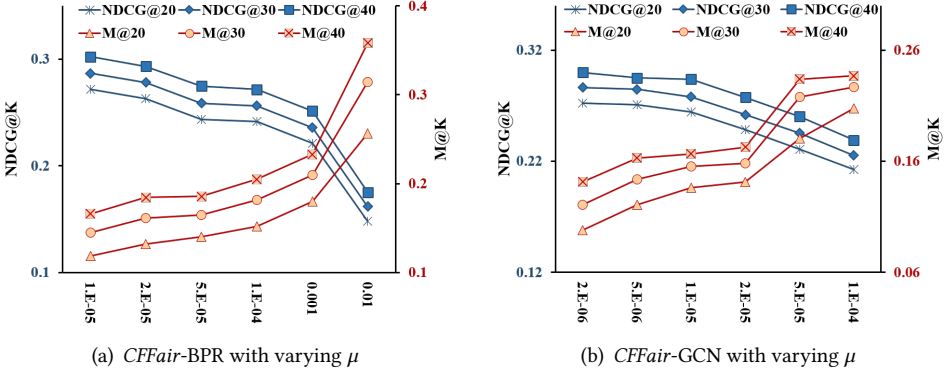 NDCG@20 NDCG@30 NDCG@40
M@20 M@30 M@40
NDCG@K
0.3
0.2
0.1
M@K
0.4
0.3
0.2
0.1
1.E-05 2.E-05 5.E-05 1.E-04 0.001 0.01
(a) CFFair-BPR with varying μ
NDCG@20 NDCG@30 NDCG@40
M@20 M@30 M@40
NDCG@K
0.32
0.22
0.12
M@K
0.26
0.16
0.06
2.E-06 5.E-06 1.E-05 2.E-05 5.E-05 1.E-04
(b) CFFair-GCN with varying μ